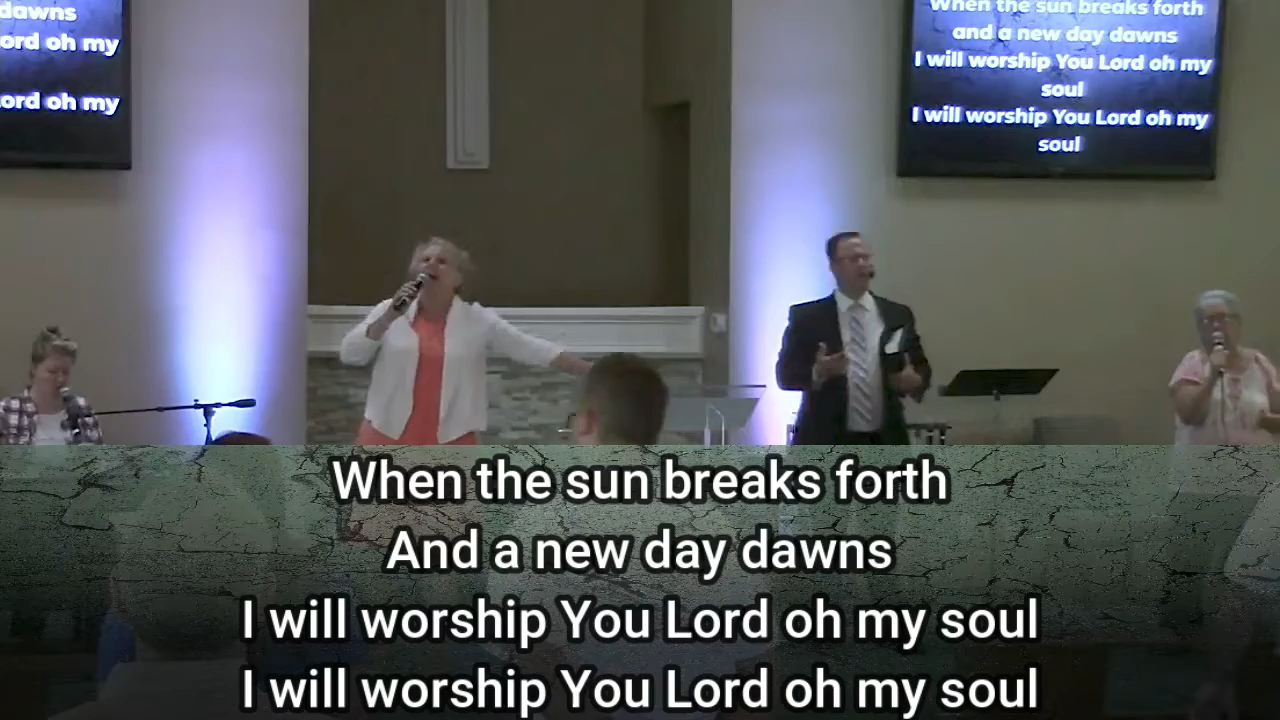 dawns
ord oh my
ord oh my
When the sun breaks forth
and a new day dawns
I will worship You Lord oh my
soul
I will worship You Lord oh my
soul
When the sun breaks forth
And a new day dawns
I will worship You Lord oh my soul
I will worship You Lord oh my soul